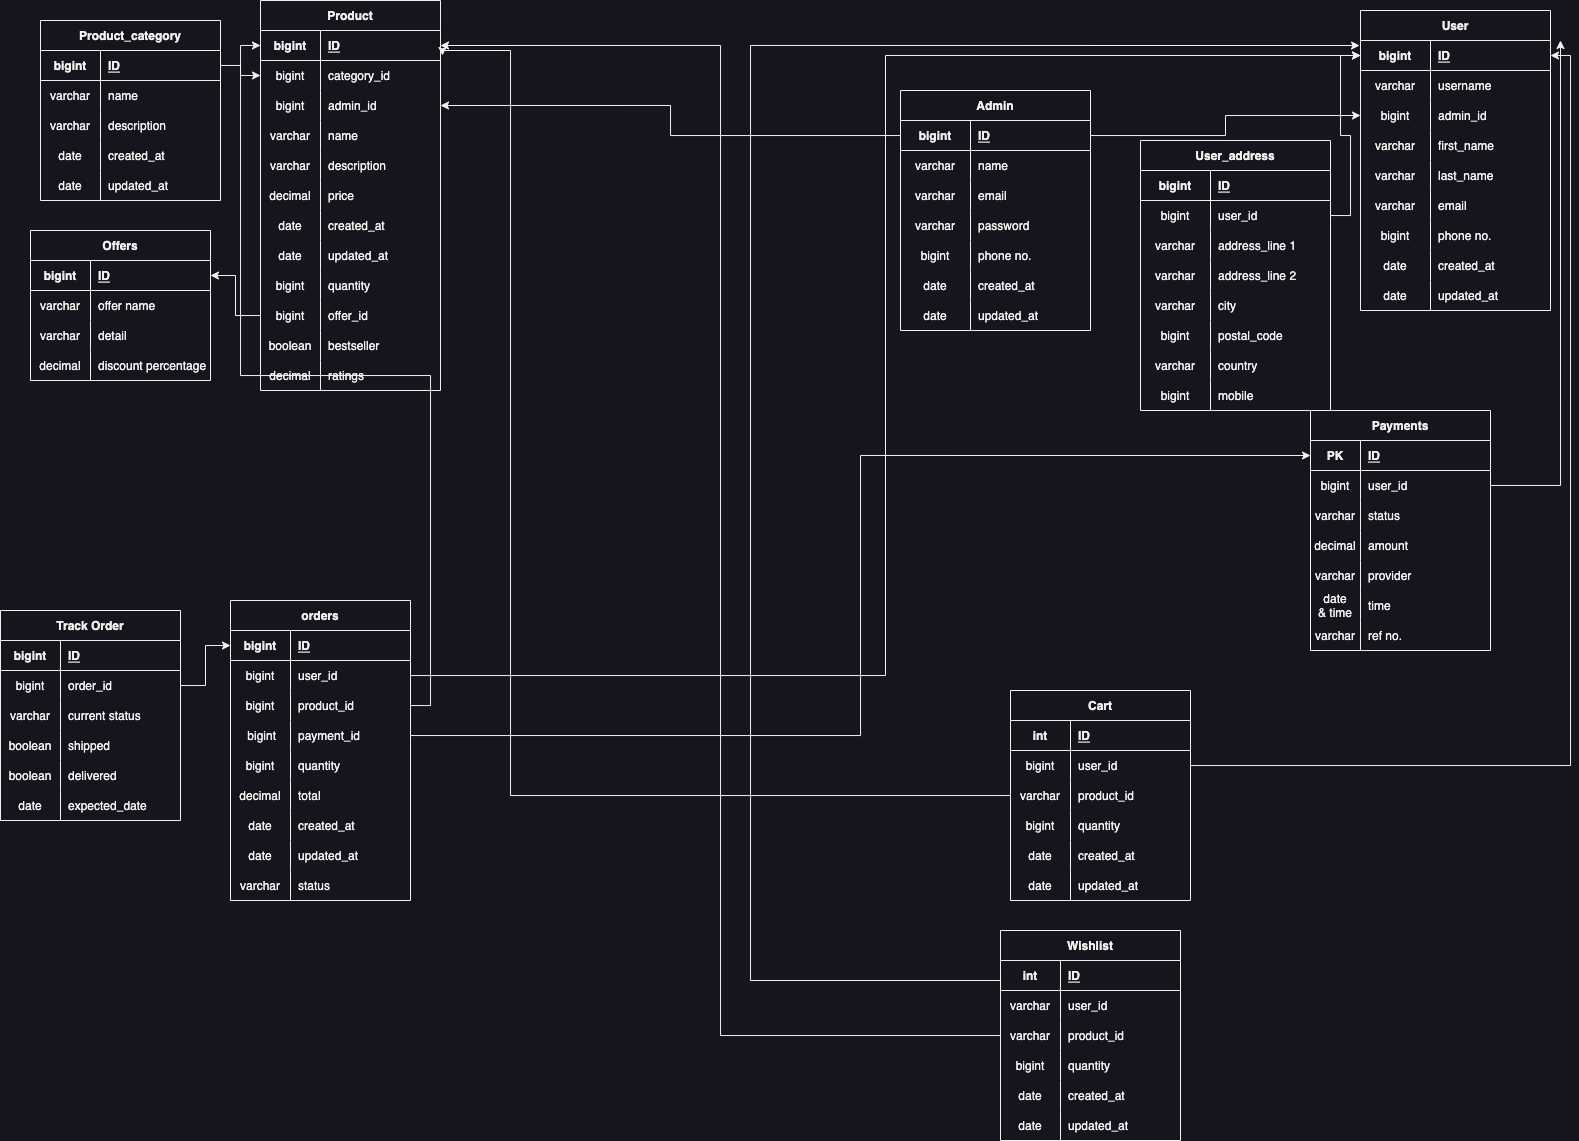 Product_category
bigint ID
varchar name
varchar description
date created_at
date updated_at
Product
bigint ID
bigint category_id
bigint admin_id
varchar name
varchar description
decimal price
date created_at
date updated_at
bigint quantity
bigint offer_id
boolean bestseller
decimal ratings
Offers
bigint ID
varchar offer name
varchar detail
decimal discount percentage
Admin
bigint ID
varchar name
varchar email
varchar password
bigint phone no.
date created_at
date updated_at
User_address
bigint ID
bigint user_id
varchar address_line 1
varchar address_line 2
varchar city
bigint postal_code
varchar country
bigint mobile
User
bigint ID
varchar username
bigint admin_id
varchar first_name
varchar last_name
varchar email
bigint phone no.
date created_at
date updated_at
Payments
PK ID
bigint user_id
varchar status
decimal amount
varchar provider
date
& time time
varchar ref no.
Track Order
bigint ID
bigint order_id
varchar current status
boolean shipped
boolean delivered
date expected_date
orders
bigint ID
bigint user_id
bigint product_id
bigint payment_id
bigint quantity
decimal total
date created_at
date updated_at
varchar status
Cart
int ID
bigint user_id
varchar product_id
bigint quantity
date created_at
date updated_at
Wishlist
int ID
varchar user_id
varchar product_id
bigint quantity
date created_at
date updated_at